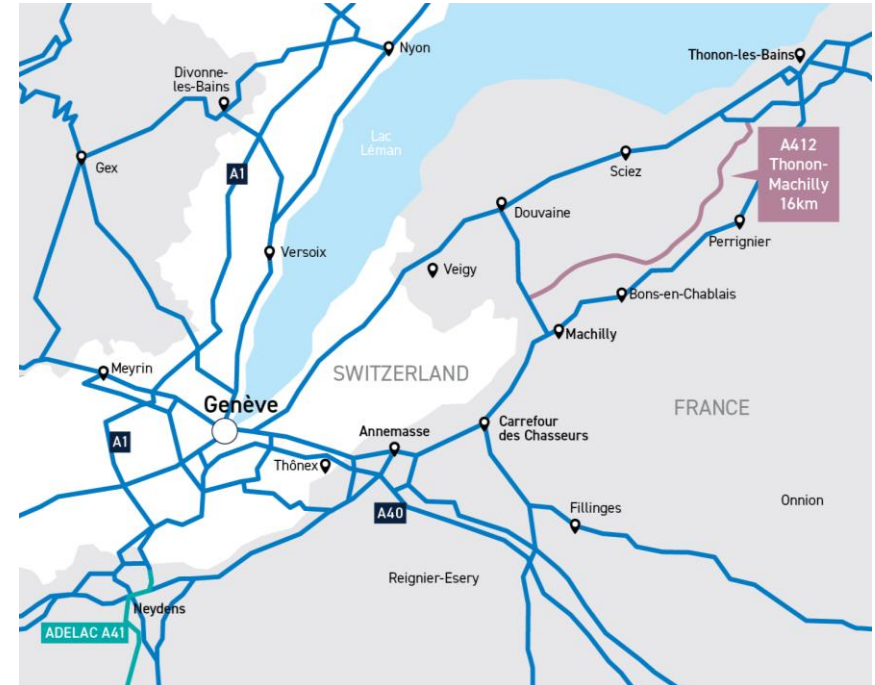 Nyon
Thonon-les-Bains
Divonne-
les-Bains
Lac
Léman
A412
Thonon-
Machilly
16km
Gex
A1
Sciez
Douvaine
Perrignier
Versoix
Veigy
Bons-en-Chablais
Machilly
Meyrin
SWITZERLAND
Genève
FRANCE
Carrefour
des Chasseurs
Annemasse
A1
Thônex
A40
Fillinges
Onnion
Reignier-Esery
Neydens
ADELAC A41